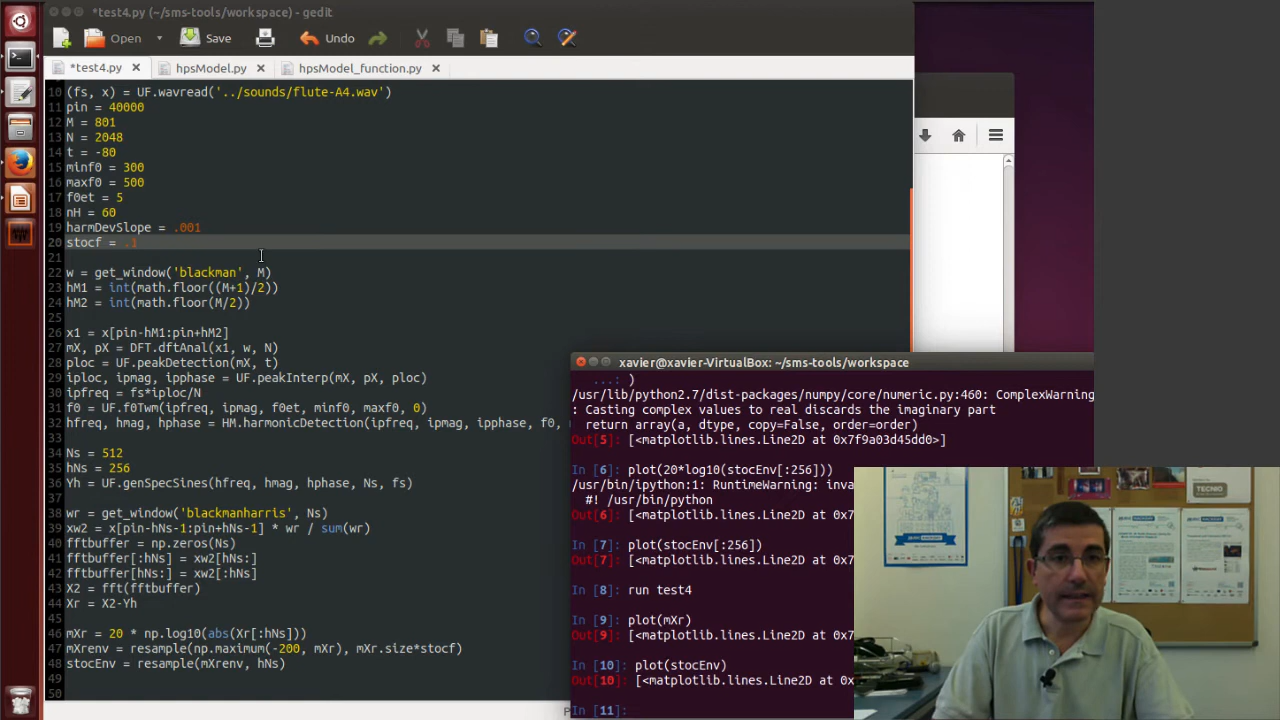 *test4.py (~/sms-tools/workspace) - gedit
Open Save Undo
*test4.py hpsModel.py hpsModel_function.py
10 (fs, x) = UF.wavread('../sounds/flute-A4.wav')
11 pin = 40000
12 M = 801
13 N = 2048
14 t = -80
15 minf0 = 300
16 maxf0 = 500
17 f0et = 5
18 nH = 60
19 harmDevSlope = .001
20 stocf = .1
21
22 w = get_window('blackman', M)
23 hM1 = int(math.floor((M+1)/2))
24 hM2 = int(math.floor(M/2))
25
26 x1 = x[pin-hM1:pin+hM2]
27 mX, pX = DFT.dftAnal(x1, w, N)
28 ploc = UF.peakDetection(mX, t)
29 iploc, ipmag, ipphase = UF.peakInterp(mX, pX, ploc)
30 ipfreq = fs*iploc/N
31 f0 = UF.f0Twm(ipfreq, ipmag, f0et, minf0, maxf0, 0)
32 hfreq, hmag, hphase = HM.harmonicDetection(ipfreq, ipmag, ipphase, f0,
33
34 Ns = 512
35 hNs = 256
36 Yh = UF.genSpecSines(hfreq, hmag, hphase, Ns, fs)
37
38 wr = get_window('blackmanharris', Ns)
39 xw2 = x[pin-hNs-1:pin+hNs-1] * wr / sum(wr)
40 fftbuffer = np.zeros(Ns)
41 fftbuffer[:hNs] = xw2[hNs:]
42 fftbuffer[hNs:] = xw2[:hNs]
43 X2 = fft(fftbuffer)
44 Xr = X2-Yh
45
46 mXr = 20 * np.log10(abs(Xr[:hNs]))
47 mXrenv = resample(np.maximum(-200, mXr), mXr.size*stocf)
48 stocEnv = resample(mXrenv, hNs)
49
50
xavier@xavier-VirtualBox: ~/sms-tools/workspace
...: )
/usr/lib/python2.7/dist-packages/numpy/core/numeric.py:460: ComplexWarning
: Casting complex values to real discards the imaginary part
return array(a, dtype, copy=False, order=order)
Out[5]: [<matplotlib.lines.Line2D at 0x7f9a03d45dd0>]
In [6]: plot(20*log10(stocEnv[:256]))
/usr/bin/ipython:1: RuntimeWarning: inva
#! /usr/bin/python
Out[6]: [<matplotlib.lines.Line2D at 0x7
In [7]: plot(stocEnv[:256])
Out[7]: [<matplotlib.lines.Line2D at 0x7
In [8]: run test4
In [9]: plot(mXr)
Out[9]: [<matplotlib.lines.Line2D at 0x7
In [10]: plot(stocEnv)
Out[10]: [<matplotlib.lines.Line2D at 0x
In [11]: